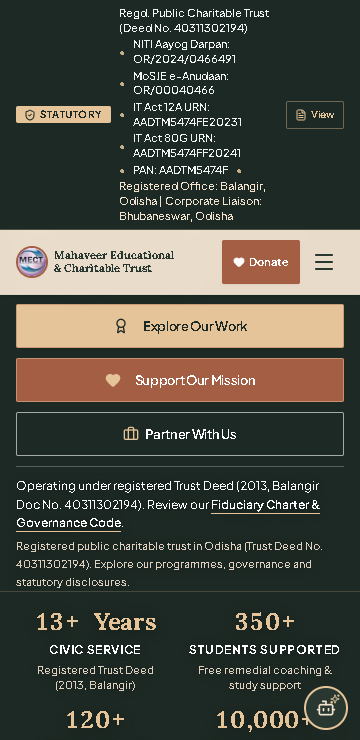 Regd. Public Charitable Trust
(Deed No. 40311302194)
• NITI Aayog Darpan:
OR/2024/0466491
• MoSJE e-Anudaan:
OR/00040466
STATUTORY
• IT Act 12A URN:
AADTM5474FE20231
View
• IT Act 80G URN:
AADTM5474FF20241
• PAN: AADTM5474F •
Registered Office: Balangir,
Odisha | Corporate Liaison:
Bhubaneswar, Odisha
MECT
Mahaveer Educational
& Charitable Trust
Donate
Explore Our Work
Support Our Mission
Partner With Us
Operating under registered Trust Deed (2013, Balangir
Doc No. 40311302194). Review our Fiduciary Charter &
Governance Code.
Registered public charitable trust in Odisha (Trust Deed No.
40311302194). Explore our programmes, governance and
statutory disclosures.
13+ Years
CIVIC SERVICE
Registered Trust Deed
(2013, Balangir)
350+
STUDENTS SUPPORTED
Free remedial coaching &
study support
120+
10,000+